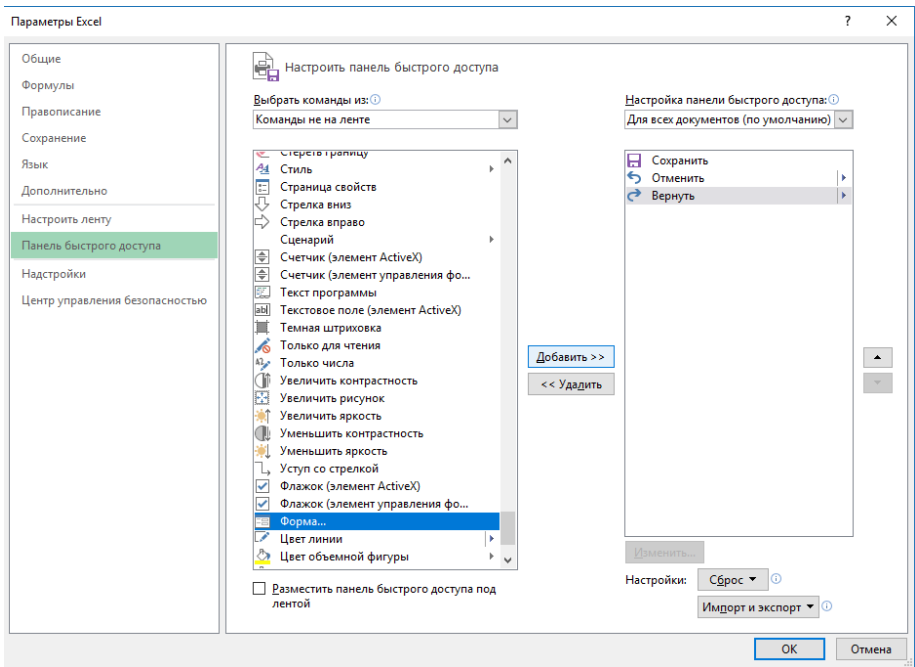 Параметры Excel
?
Общие
Формулы
Правописание
Сохранение
Язык
Дополнительно
Настроить ленту
Панель быстрого доступа
Надстройки
Центр управления безопасностью
Настроить панель быстрого доступа
Выбрать команды из:
Команды не на ленте
Стереть границу
Стиль
Страница свойств
Стрелка вниз
Стрелка вправо
Сценарий
Счетчик (элемент ActiveX)
Счетчик (элемент управления фо...
Текст программы
Текстовое поле (элемент ActiveX)
Темная штриховка
Только для чтения
Только числа
Увеличить контрастность
Увеличить рисунок
Увеличить яркость
Уменьшить контрастность
Уменьшить яркость
Уступ со стрелкой
Флажок (элемент ActiveX)
Флажок (элемент управления фо...
Форма...
Цвет линии
Цвет объемной фигуры
Разместить панель быстрого доступа под
лентой
Добавить >>
<< Удалить
Настройка панели быстрого доступа:
Для всех документов (по умолчанию)
Сохранить
Отменить
Вернуть
Изменить...
Настройки:
Сброс
Импорт и экспорт
ОК
Отмена